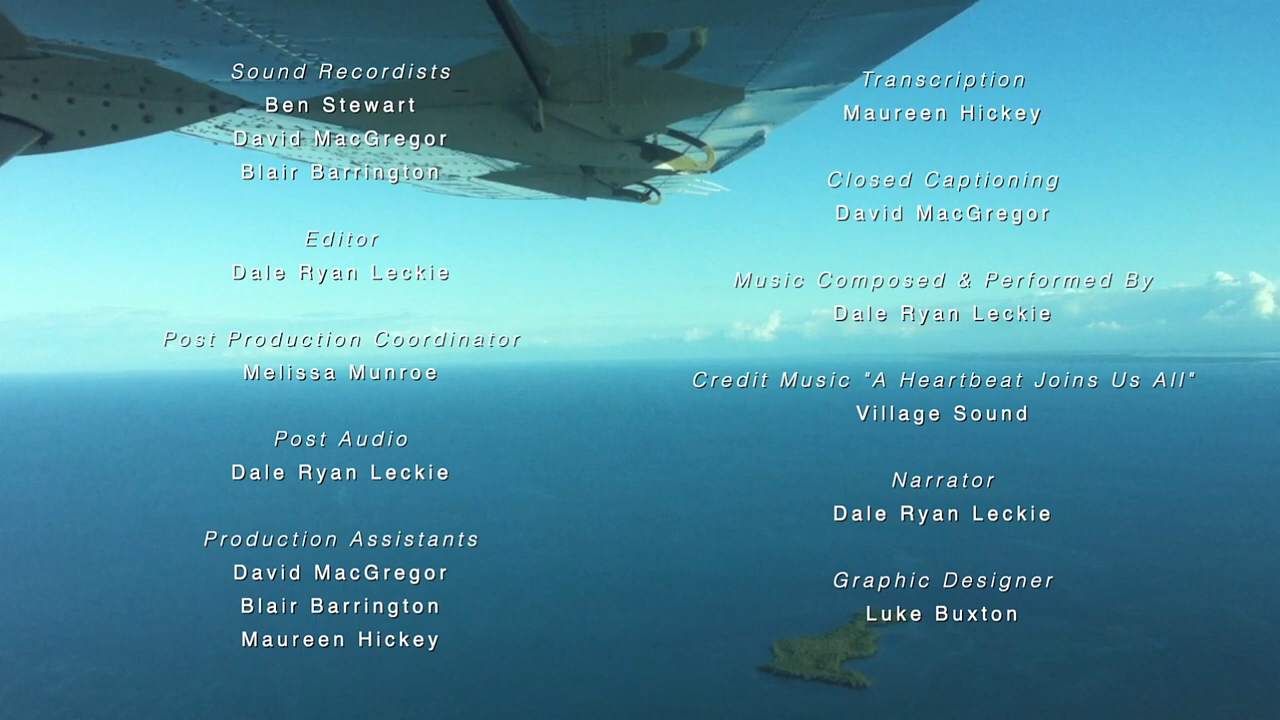 Sound Recordists
Ben Stewart
David MacGregor
Blair Barrington
Editor
Dale Ryan Leckie
Post Production Coordinator
Melissa Munroe
Post Audio
Dale Ryan Leckie
Production Assistants
David MacGregor
Blair Barrington
Maureen Hickey
Transcription
Maureen Hickey
Closed Captioning
David MacGregor
Music Composed & Performed By
Dale Ryan Leckie
Credit Music "A Heartbeat Joins Us All"
Village Sound
Narrator
Dale Ryan Leckie
Graphic Designer
Luke Buxton